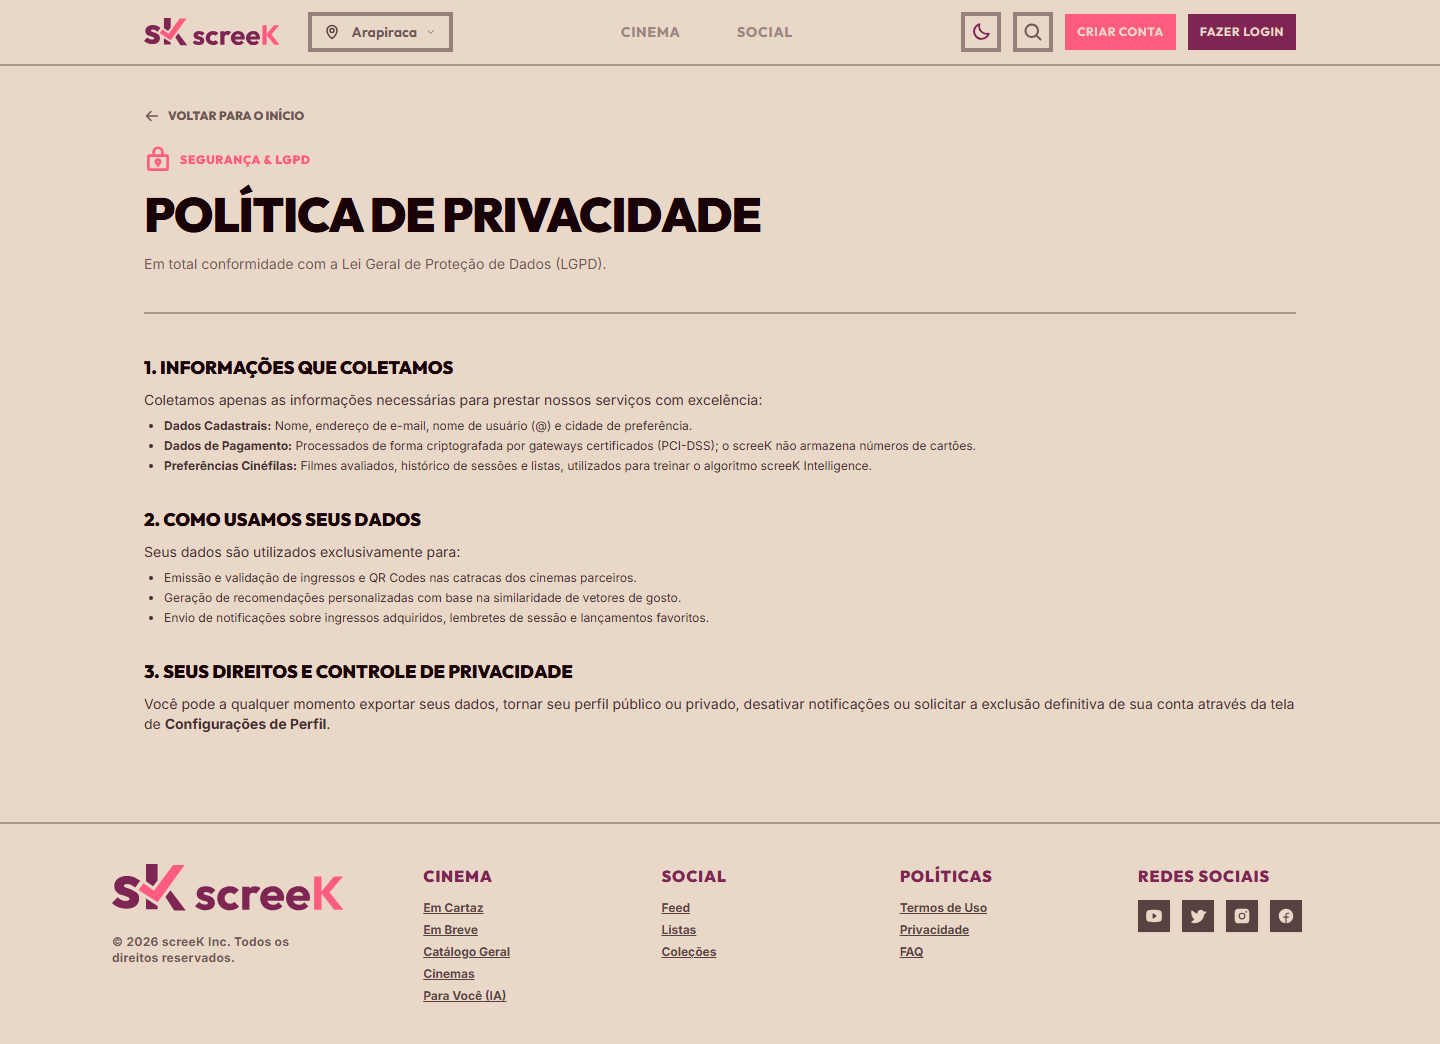 sK screeK
Arapiraca
CINEMA
SOCIAL
CRIAR CONTA
FAZER LOGIN
VOLTAR PARA O INÍCIO
SEGURANÇA & LGPD
POLÍTICA DE PRIVACIDADE
Em total conformidade com a Lei Geral de Proteção de Dados (LGPD).
1. INFORMAÇÕES QUE COLETAMOS
Coletamos apenas as informações necessárias para prestar nossos serviços com excelência:
• Dados Cadastrais: Nome, endereço de e-mail, nome de usuário (@) e cidade de preferência.
• Dados de Pagamento: Processados de forma criptografada por gateways certificados (PCI-DSS); o screeK não armazena números de cartões.
• Preferências Cinéfilas: Filmes avaliados, histórico de sessões e listas, utilizados para treinar o algoritmo screeK Intelligence.
2. COMO USAMOS SEUS DADOS
Seus dados são utilizados exclusivamente para:
• Emissão e validação de ingressos e QR Codes nas catracas dos cinemas parceiros.
• Geração de recomendações personalizadas com base na similaridade de vetores de gosto.
• Envio de notificações sobre ingressos adquiridos, lembretes de sessão e lançamentos favoritos.
3. SEUS DIREITOS E CONTROLE DE PRIVACIDADE
Você pode a qualquer momento exportar seus dados, tornar seu perfil público ou privado, desativar notificações ou solicitar a exclusão definitiva de sua conta através da tela
de Configurações de Perfil.
sK screeK
© 2026 screeK Inc. Todos os
direitos reservados.
CINEMA
Em Cartaz
Em Breve
Catálogo Geral
Cinemas
Para Você (IA)
SOCIAL
Feed
Listas
Coleções
POLÍTICAS
Termos de Uso
Privacidade
FAQ
REDES SOCIAIS